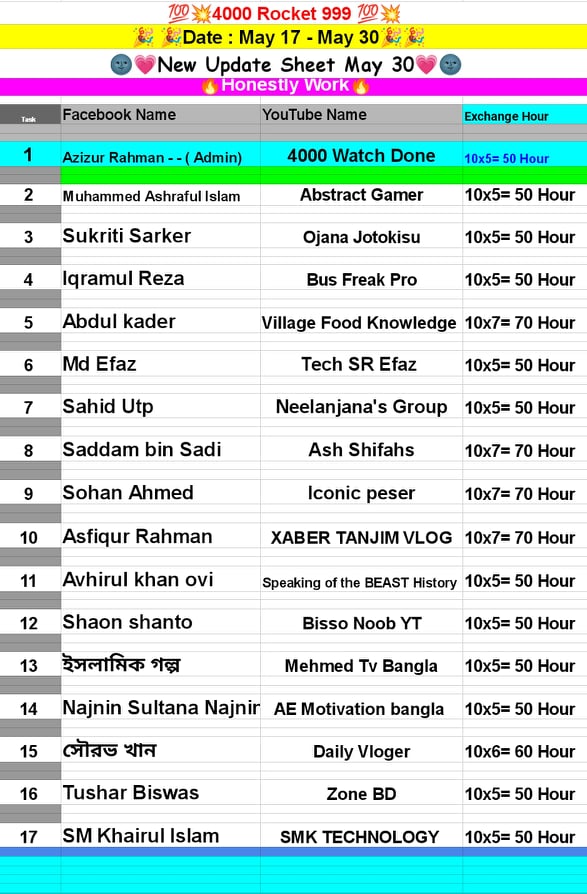 💯💥4000 Rocket 999 💯💥
🎉 🎉Date : May 17 - May 30🎉🎉
🌚💗New Update Sheet May 30💗🌚
🔥Honestly Work🔥
Task Facebook Name YouTube Name Exchange Hour
1 Azizur Rahman - - ( Admin) 4000 Watch Done 10x5= 50 Hour
2 Muhammed Ashraful Islam Abstract Gamer 10x5= 50 Hour
3 Sukriti Sarker Ojana Jotokisu 10x5= 50 Hour
4 Iqramul Reza Bus Freak Pro 10x5= 50 Hour
5 Abdul kader Village Food Knowledge 10x7= 70 Hour
6 Md Efaz Tech SR Efaz 10x5= 50 Hour
7 Sahid Utp Neelanjana's Group 10x5= 50 Hour
8 Saddam bin Sadi Ash Shifahs 10x7= 70 Hour
9 Sohan Ahmed Iconic peser 10x7= 70 Hour
10 Asfiqur Rahman XABER TANJIM VLOG 10x7= 70 Hour
11 Avhirul khan ovi Speaking of the BEAST History 10x5= 50 Hour
12 Shaon shanto Bisso Noob YT 10x5= 50 Hour
13 ইসলামিক গল্প Mehmed Tv Bangla 10x5= 50 Hour
14 Najnin Sultana Najnin AE Motivation bangla 10x5= 50 Hour
15 সৌরভ খান Daily Vloger 10x6= 60 Hour
16 Tushar Biswas Zone BD 10x5= 50 Hour
17 SM Khairul Islam SMK TECHNOLOGY 10x5= 50 Hour